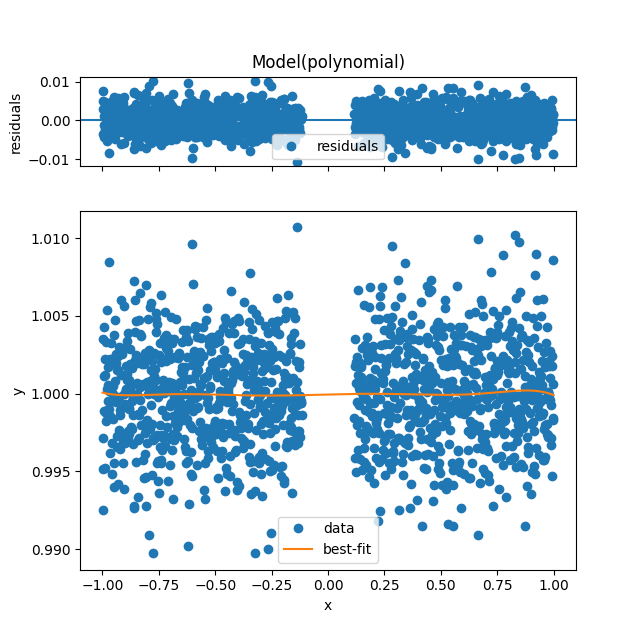 Model(polynomial)
0.01
0.00
−0.01
residuals
residuals
1.010
1.005
1.000
0.995
0.990
y
data
best-fit
−1.00 −0.75 −0.50 −0.25 0.00 0.25 0.50 0.75 1.00
x